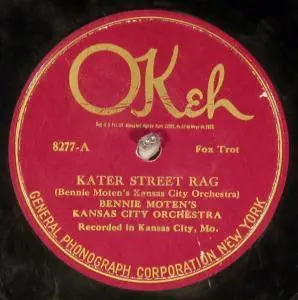 OKeh
8277-A
Fox Trot
KATER STREET RAG
(Bennie Moten's Kansas City Orchestra)
BENNIE MOTEN'S
KANSAS CITY ORCHESTRA
Recorded in Kansas City, Mo.
GENERAL PHONOGRAPH CORPORATION NEW YORK